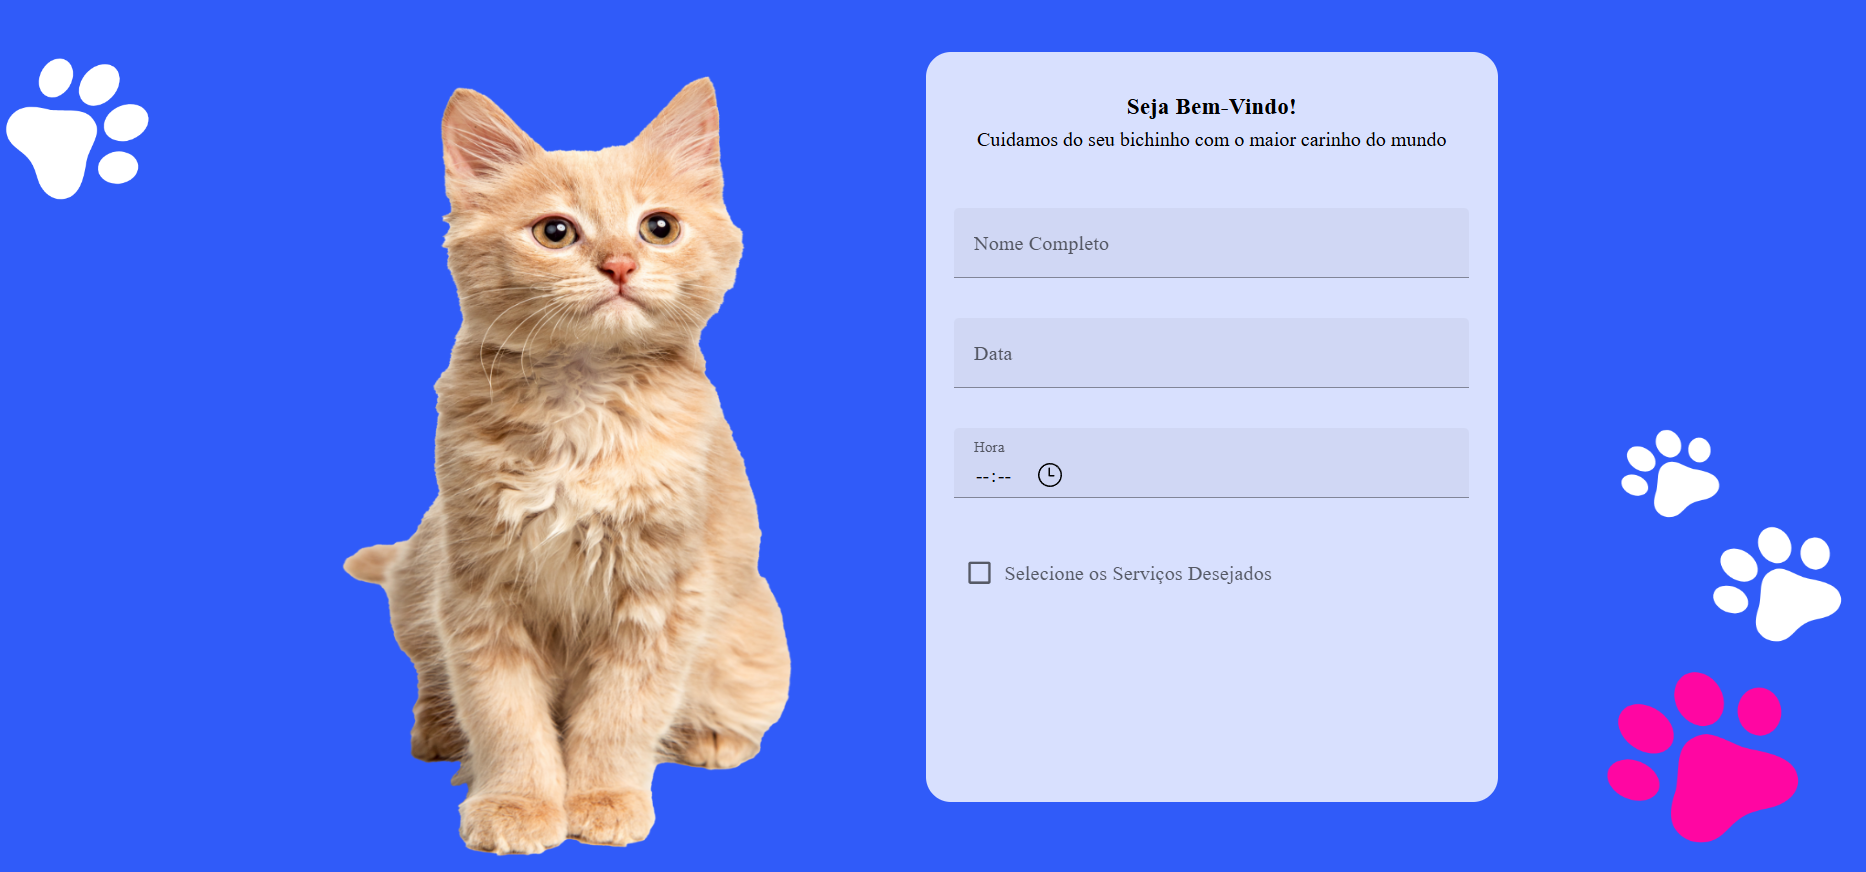 Seja Bem-Vindo!
Cuidamos do seu bichinho com o maior carinho do mundo
Nome Completo
Data
Hora
--:--
Selecione os Serviços Desejados